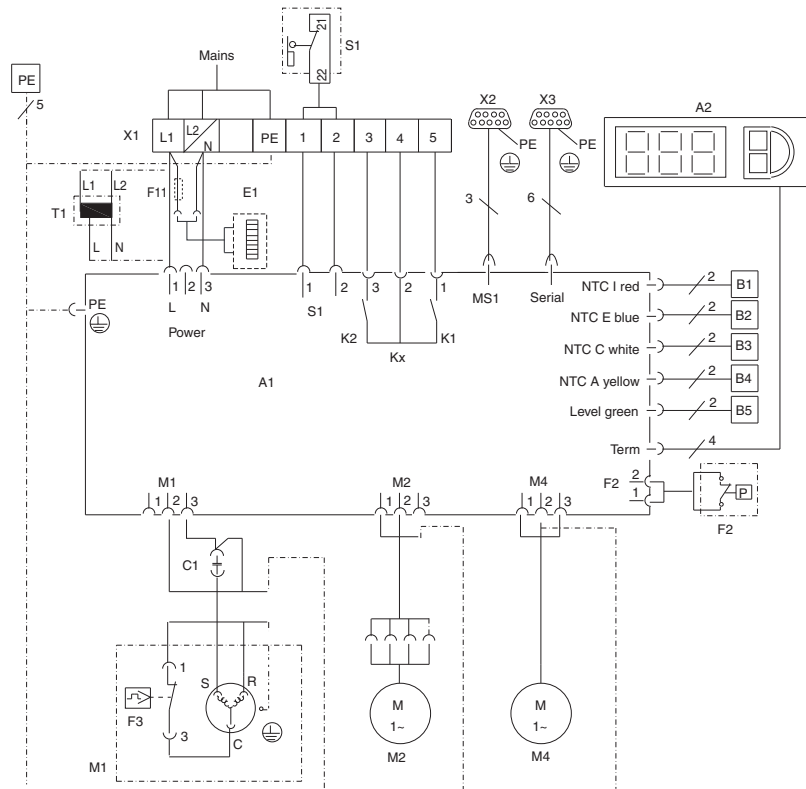 PE
5
Mains
21
22
S1
X1
L1
L2
N
PE
1
2
3
4
5
X2
PE
3
X3
PE
6
A2
L1
L2
T1
L
N
F11
E1
PE
1
2
3
L
N
Power
1
2
S1
3
2
1
K2
K1
Kx
MS1
Serial
A1
NTC I red
2
B1
NTC E blue
2
B2
NTC C white
2
B3
NTC A yellow
2
B4
Level green
2
B5
Term
4
F2
2
1
P
F2
M1
1
2
3
M2
1
2
3
M4
1
2
3
C1
1
F3
3
S
R
C
M1
M
1~
M2
M
1~
M4